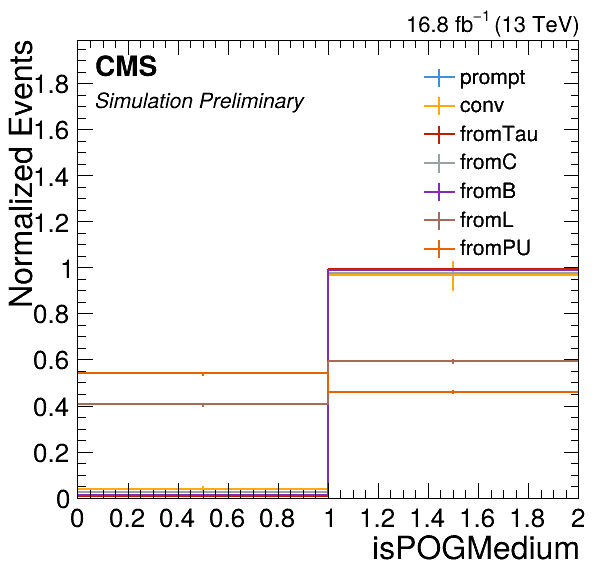 16.8 fb⁻¹ (13 TeV)
CMS
Simulation Preliminary
prompt
conv
fromTau
fromC
fromB
fromL
fromPU
Normalized Events
1.8
1.6
1.4
1.2
1
0.8
0.6
0.4
0.2
0
0 0.2 0.4 0.6 0.8 1 1.2 1.4 1.6 1.8 2
isPOGMedium